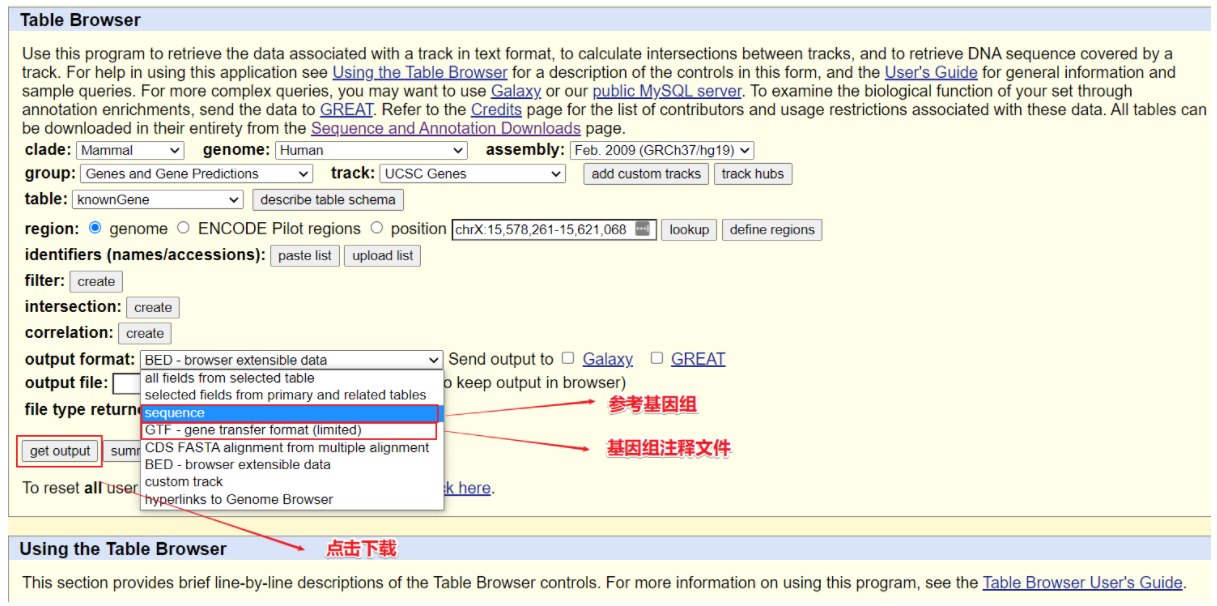 Table Browser
Use this program to retrieve the data associated with a track in text format, to calculate intersections between tracks, and to retrieve DNA sequence covered by a
track. For help in using this application see Using the Table Browser for a description of the controls in this form, and the User's Guide for general information and
sample queries. For more complex queries, you may want to use Galaxy or our public MySQL server. To examine the biological function of your set through
annotation enrichments, send the data to GREAT. Refer to the Credits page for the list of contributors and usage restrictions associated with these data. All tables can
be downloaded in their entirety from the Sequence and Annotation Downloads page.
clade: Mammal genome: Human assembly: Feb. 2009 (GRCh37/hg19)
group: Genes and Gene Predictions track: UCSC Genes add custom tracks track hubs
table: knownGene describe table schema
region: genome ENCODE Pilot regions position chrX:15,578,261-15,621,068 lookup define regions
identifiers (names/accessions): paste list upload list
filter: create
intersection: create
correlation: create
output format: BED - browser extensible data Send output to Galaxy GREAT
output file: all fields from selected table o keep output in browser)
selected fields from primary and related tables
file type returne sequence 参考基因组
GTF - gene transfer format (limited)
get output sumr CDS FASTA alignment from multiple alignment 基因组注释文件
BED - browser extensible data
custom track
To reset all user hyperlinks to Genome Browser k here.
Using the Table Browser 点击下载
This section provides brief line-by-line descriptions of the Table Browser controls. For more information on using this program, see the Table Browser User's Guide.